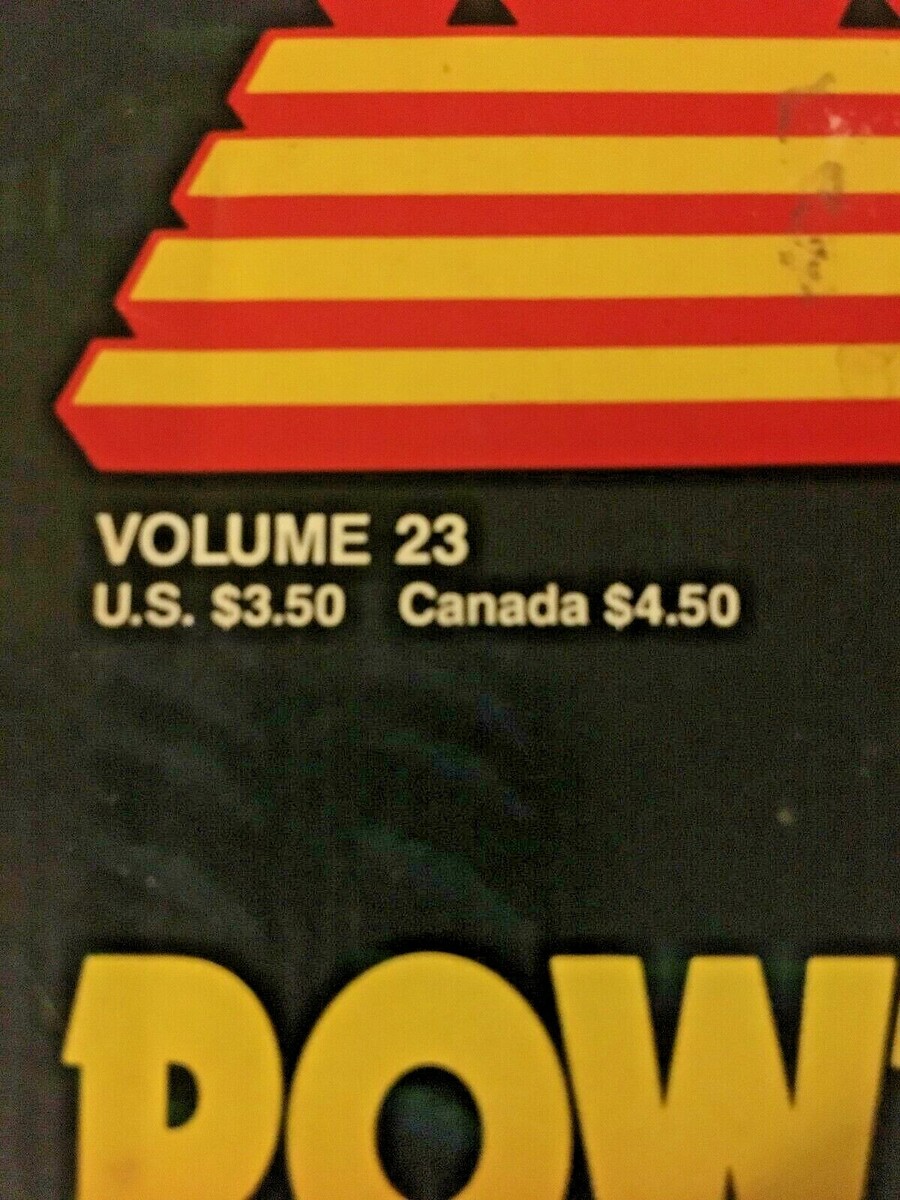 VOLUME 23
U.S. $3.50 Canada $4.50
POW